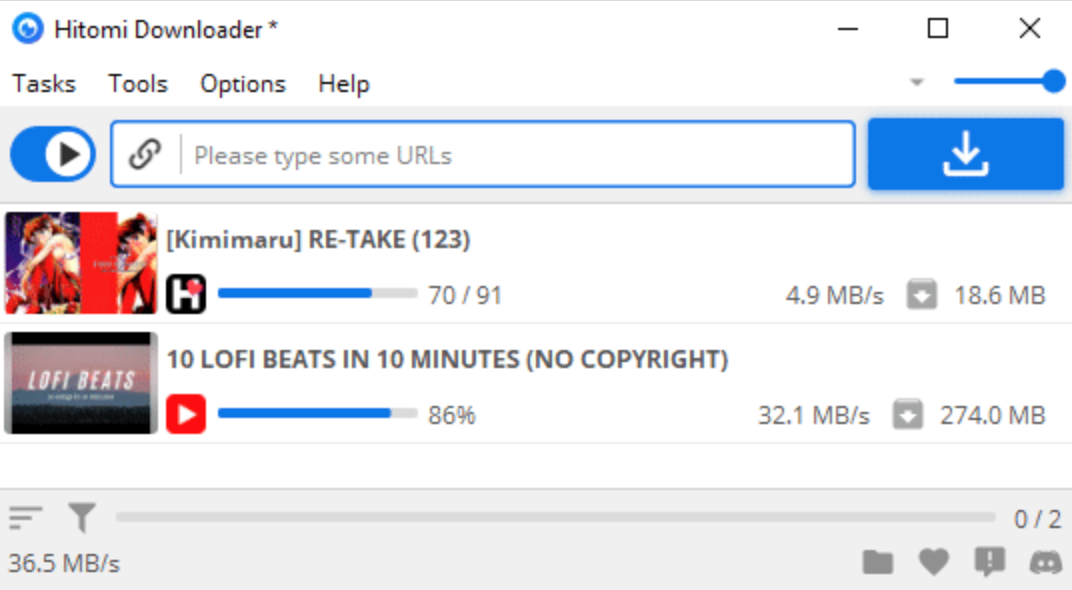 Hitomi Downloader *
Tasks Tools Options Help
Please type some URLs
[Kimimaru] RE-TAKE (123)
70 / 91 4.9 MB/s 18.6 MB
LOFI BEATS
10 LOFI BEATS IN 10 MINUTES (NO COPYRIGHT)
86% 32.1 MB/s 274.0 MB
0 / 2
36.5 MB/s